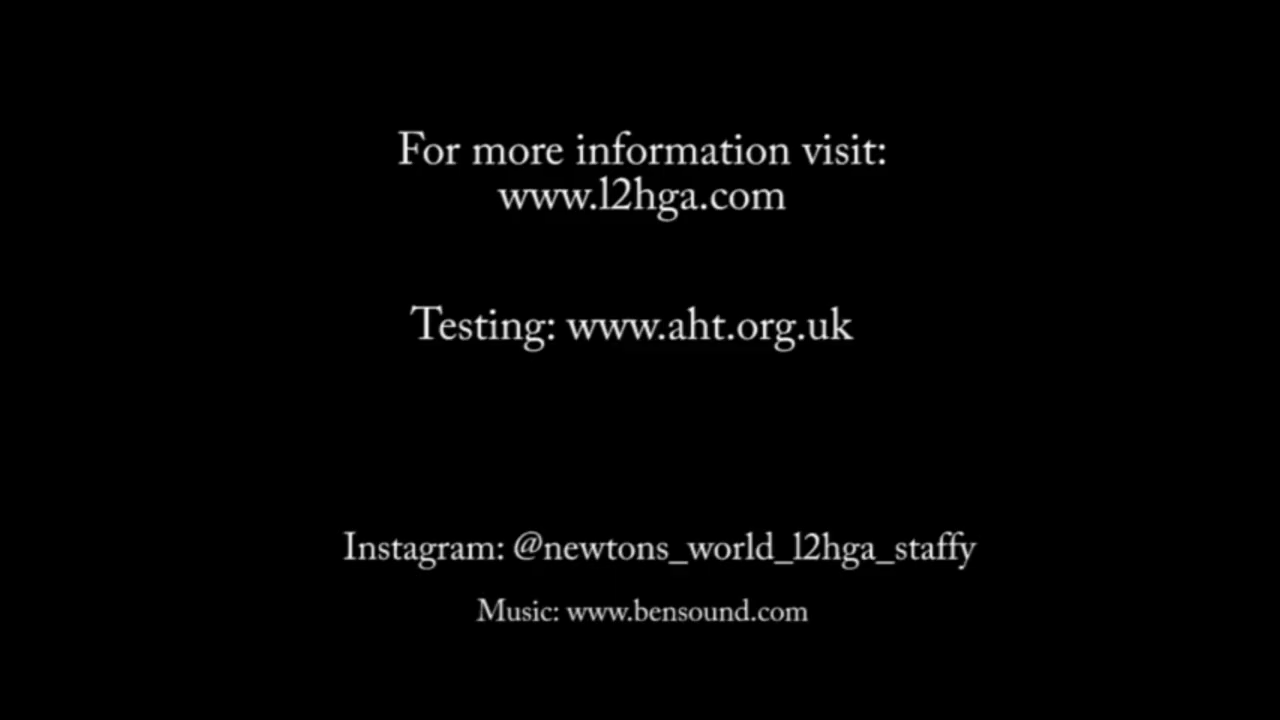 For more information visit:
www.l2hga.com
Testing: www.aht.org.uk
Instagram: @newtons_world_l2hga_staffy
Music: www.bensound.com